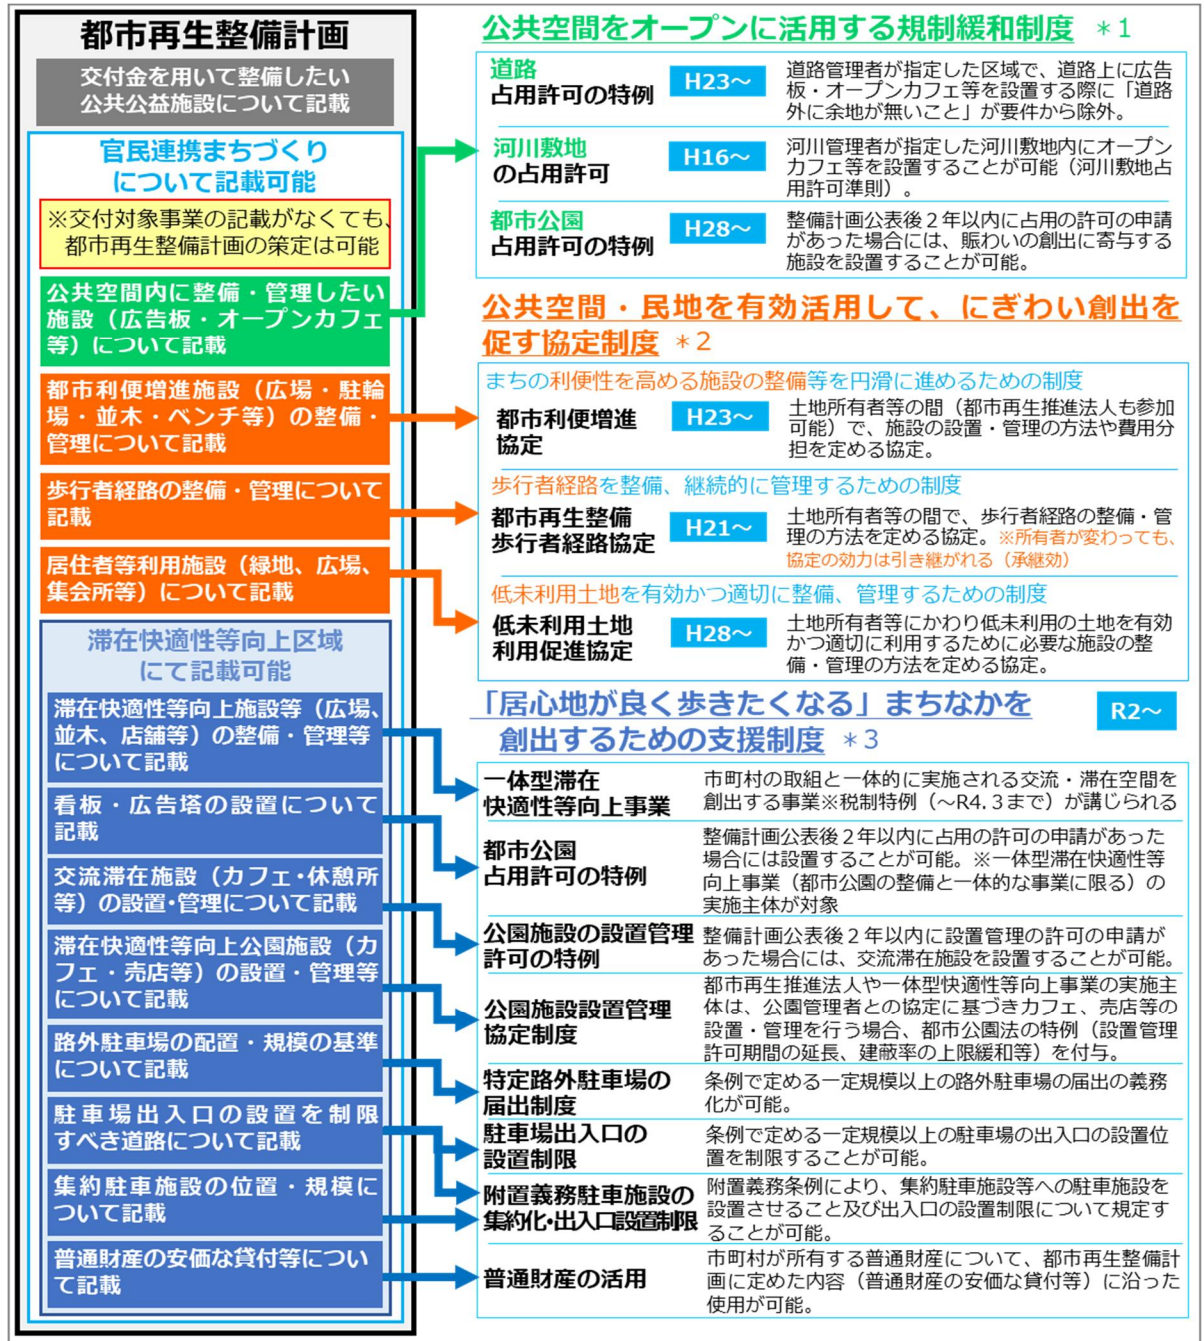 都市再生整備計画
交付金を用いて整備したい
公共公益施設について記載
官民連携まちづくり
について記載可能
※交付対象事業の記載がなくても、
都市再生整備計画の策定は可能
公共空間内に整備・管理したい
施設（広告板・オープンカフェ
等）について記載
都市利便増進施設（広場・駐輪
場・並木・ベンチ等）の整備・
管理について記載
歩行者経路の整備・管理について
記載
居住者等利用施設（緑地、広場、
集会所等）について記載
滞在快適性等向上区域
にて記載可能
滞在快適性等向上施設等（広場、
並木、店舗等）の整備・管理等
について記載
看板・広告塔の設置について
記載
交流滞在施設（カフェ・休憩所
等）の設置・管理について記載
滞在快適性等向上公園施設（カ
フェ・売店等）の設置・管理等
について記載
路外駐車場の配置・規模の基準
について記載
駐車場出入口の設置を制限
すべき道路について記載
集約駐車施設の位置・規模に
ついて記載
普通財産の安価な貸付等につい
て記載
公共空間をオープンに活用する規制緩和制度 ＊1
道路
占用許可の特例
H23～
道路管理者が指定した区域で、道路上に広告
板・オープンカフェ等を設置する際に「道路
外に余地が無いこと」が要件から除外。
河川敷地
の占用許可
H16～
河川管理者が指定した河川敷地内にオープン
カフェ等を設置することが可能（河川敷地占
用許可準則）。
都市公園
占用許可の特例
H28～
整備計画公表後２年以内に占用の許可の申請
があった場合には、賑わいの創出に寄与する
施設を設置することが可能。
公共空間・民地を有効活用して、にぎわい創出を
促す協定制度 ＊2
まちの利便性を高める施設の整備等を円滑に進めるための制度
都市利便増進
協定
H23～
土地所有者等の間（都市再生推進法人も参加
可能）で、施設の設置・管理の方法や費用分
担を定める協定。
歩行者経路を整備、継続的に管理するための制度
都市再生整備
歩行者経路協定
H21～
土地所有者等の間で、歩行者経路の整備・管
理の方法を定める協定。※所有者が変わっても、
協定の効力は引き継がれる（承継効）
低未利用土地を有効かつ適切に整備、管理するための制度
低未利用土地
利用促進協定
H28～
土地所有者等にかわり低未利用の土地を有効
かつ適切に利用するために必要な施設の整
備・管理の方法を定める協定。
「居心地が良く歩きたくなる」まちなかを
創出するための支援制度 ＊3
R2～
一体型滞在
快適性等向上事業
市町村の取組と一体的に実施される交流・滞在空間を
創出する事業※税制特例（～R4.3まで）が講じられる
都市公園
占用許可の特例
整備計画公表後２年以内に占用の許可の申請があった
場合には設置することが可能。※一体型滞在快適性等
向上事業（都市公園の整備と一体的な事業に限る）の
実施主体が対象
公園施設の設置管理
許可の特例
整備計画公表後２年以内に設置管理の許可の申請が
あった場合には、交流滞在施設を設置することが可能。
公園施設設置管理
協定制度
都市再生推進法人や一体型快適性等向上事業の実施主
体は、公園管理者との協定に基づきカフェ、売店等の
設置・管理を行う場合、都市公園法の特例（設置管理
許可期間の延長、建蔽率の上限緩和等）を付与。
特定路外駐車場の
届出制度
条例で定める一定規模以上の路外駐車場の届出の義務
化が可能。
駐車場出入口の
設置制限
条例で定める一定規模以上の駐車場の出入口の設置位
置を制限することが可能。
附置義務駐車施設の
集約化・出入口設置制限
附置義務条例により、集約駐車施設等への駐車施設を
設置させること及び出入口の設置制限について規定す
ることが可能。
普通財産の活用
市町村が所有する普通財産について、都市再生整備計
画に定めた内容（普通財産の安価な貸付等）に沿った
使用が可能。